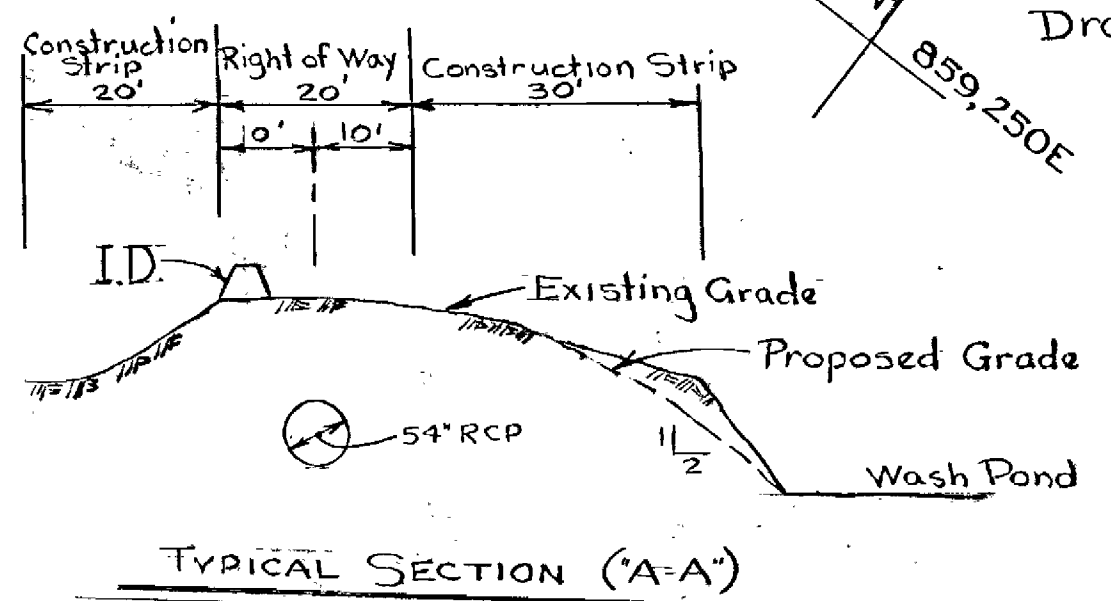 Construction
Strip
20'
Right of Way
20'
Construction Strip
30'
10'
10'
859,250E
I.D.
Existing Grade
Proposed Grade
54" RCP
1
2
Wash Pond
TYPICAL SECTION ("A-A")